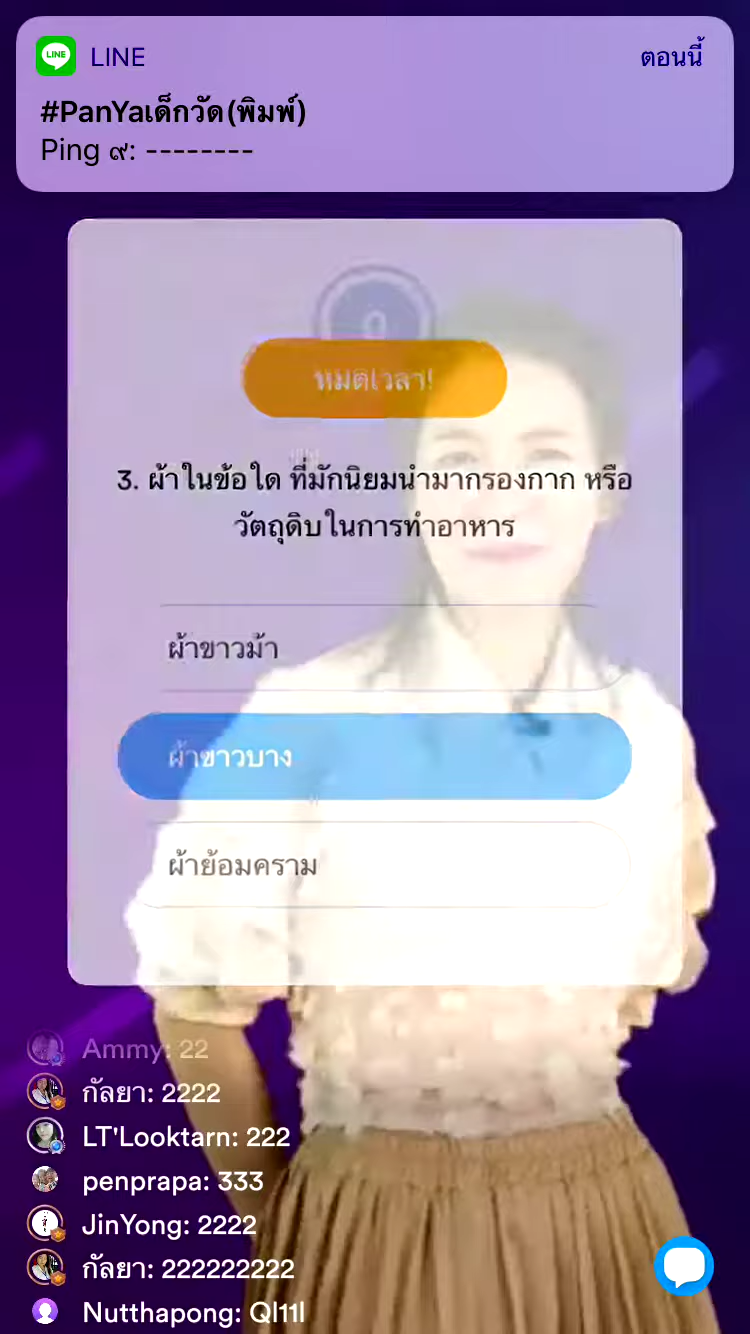 LINE
LINE
ตอนนี้
#PanYaเด็กวัด(พิมพ์)
Ping ๙: --------
0
หมดเวลา!
3. ผ้าในข้อใด ที่มักนิยมนำมากรองกาก หรือ
วัตถุดิบในการทำอาหาร
ผ้าขาวม้า
ผ้าขาวบาง
ผ้าย้อมคราม
Ammy: 22
กัลยา: 2222
LT'Looktarn: 222
penprapa: 333
JinYong: 2222
กัลยา: 222222222
Nutthapong: Ql11l